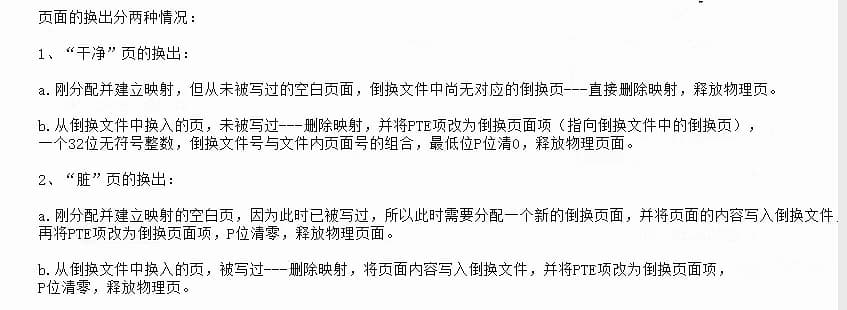 页面的换出分两种情况：
1、“干净”页的换出：
a.刚分配并建立映射，但从未被写过的空白页面，倒换文件中尚无对应的倒换页---直接删除映射，释放物理页。
b.从倒换文件中换入的页，未被写过---删除映射，并将PTE项改为倒换页面项（指向倒换文件中的倒换页），
一个32位无符号整数，倒换文件号与文件内页面号的组合，最低位P位清0，释放物理页面。
2、“脏”页的换出：
a.刚分配并建立映射的空白页，因为此时已被写过，所以此时需要分配一个新的倒换页面，并将页面的内容写入倒换文件，
再将PTE项改为倒换页面项，P位清零，释放物理页面。
b.从倒换文件中换入的页，被写过---删除映射，将页面内容写入倒换文件，并将PTE项改为倒换页面项，
P位清零，释放物理页。